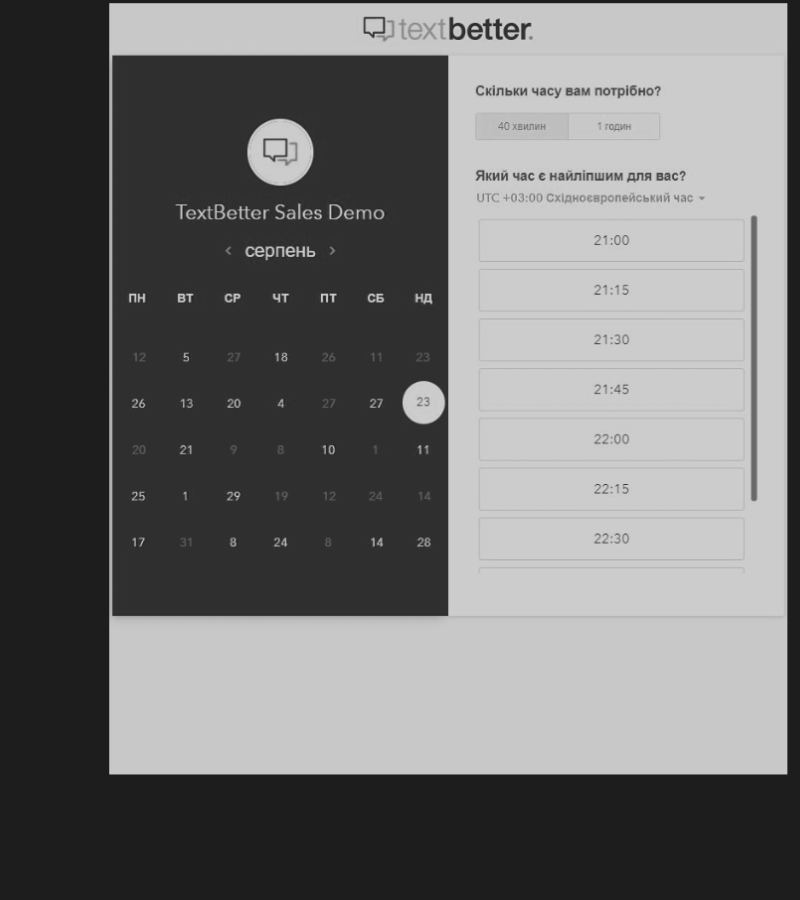 textbetter.
Скільки часу вам потрібно?
40 хвилин 1 годин
TextBetter Sales Demo
< серпень >
ПН ВТ СР ЧТ ПТ СБ НД
12 5 27 18 26 11 23
26 13 20 4 27 27 23
20 21 9 8 10 1 11
25 1 29 19 12 24 14
17 31 8 24 8 14 28
Який час є найліпшим для вас?
UTC +03:00 Східноєвропейський час
21:00
21:15
21:30
21:45
22:00
22:15
22:30